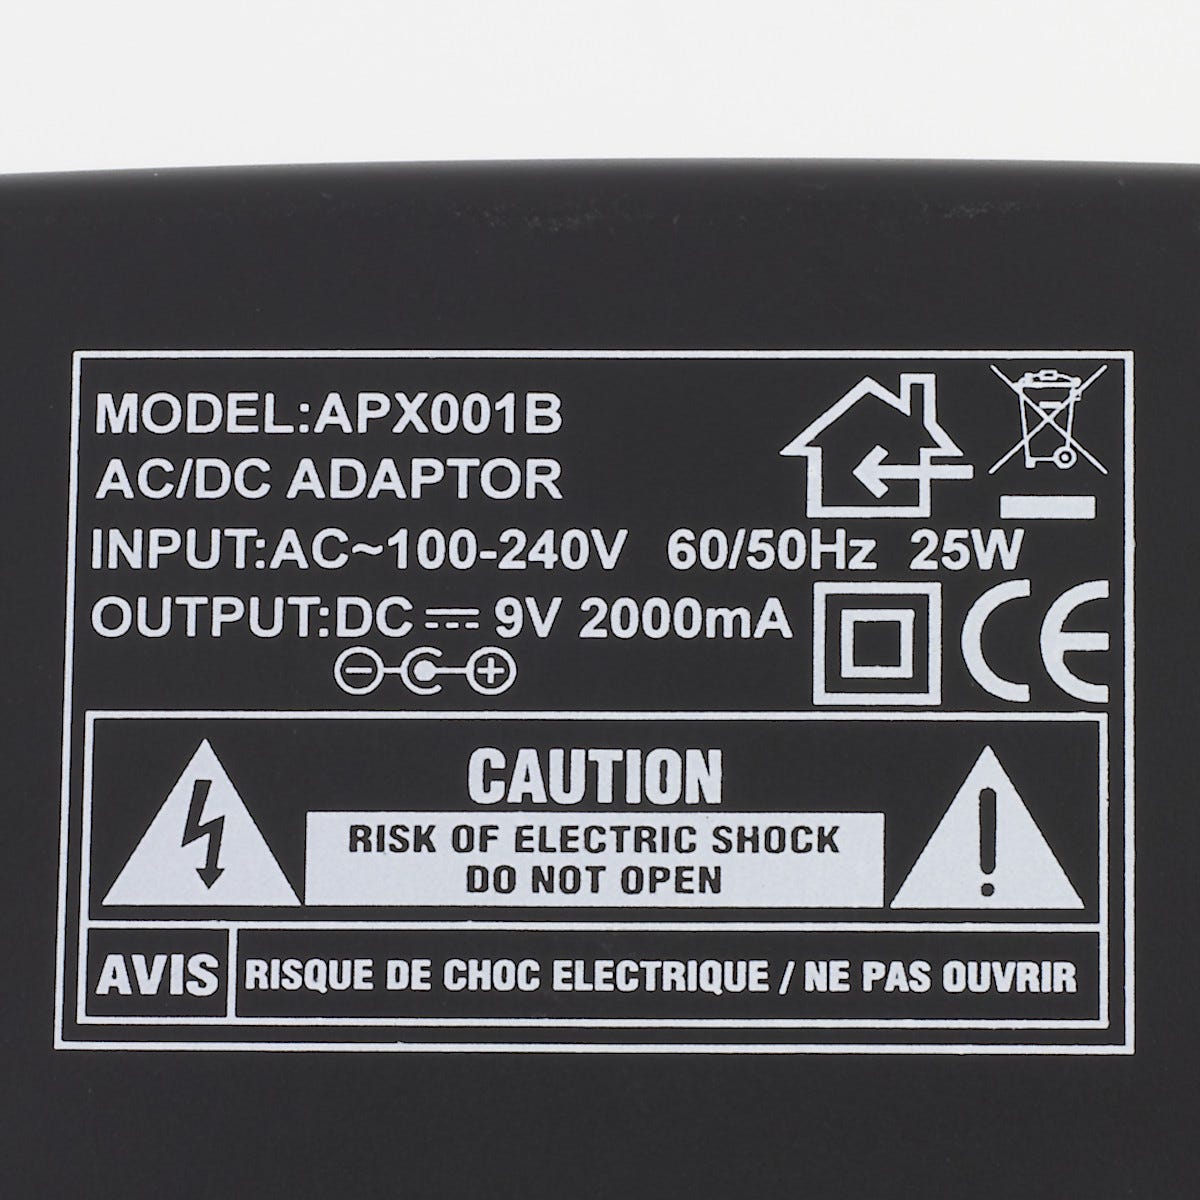 MODEL:APX001B
AC/DC ADAPTOR
INPUT:AC~100-240V 60/50Hz 25W
OUTPUT:DC ⎓ 9V 2000mA
CE
CAUTION
RISK OF ELECTRIC SHOCK
DO NOT OPEN
AVIS
RISQUE DE CHOC ELECTRIQUE / NE PAS OUVRIR